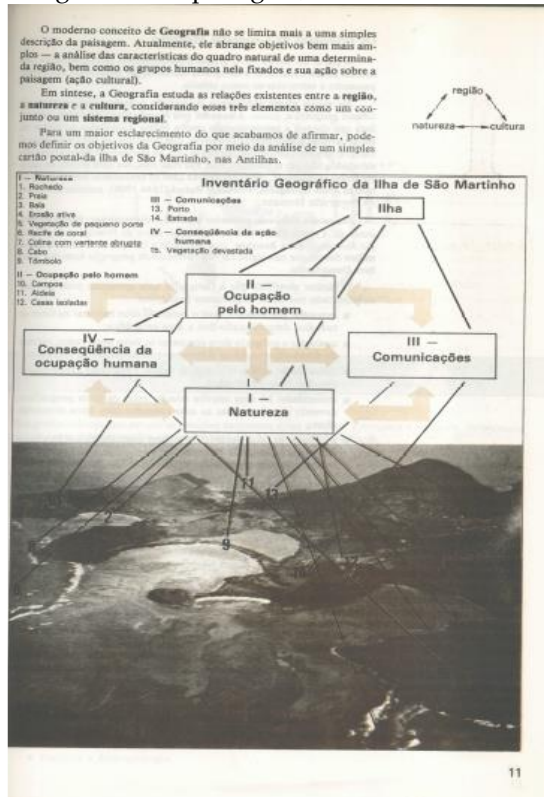 O moderno conceito de Geografia não se limita mais a uma simples
descrição da paisagem. Atualmente, ele abrange objetivos bem mais am-
plos — a análise das características do quadro natural de uma determina-
da região, bem como os grupos humanos nela fixados e sua ação sobre a
paisagem (ação cultural).
Em síntese, a Geografia estuda as relações existentes entre a região,
a natureza e a cultura, considerando esses três elementos como um con-
junto ou um sistema regional.
Para um maior esclarecimento do que acabamos de afirmar, pode-
mos definir os objetivos da Geografia por meio da análise de um simples
cartão postal da ilha de São Martinho, nas Antilhas.
região
natureza
cultura
Inventário Geográfico da Ilha de São Martinho
I — Natureza
1. Rochedo
2. Praia
3. Baía
4. Erosão ativa
5. Vegetação de pequeno porte
6. Recife de coral
7. Colina com vertente abrupta
8. Cabo
9. Tômbolo
II — Ocupação pelo homem
10. Campos
11. Aldeia
12. Casas isoladas
III — Comunicações
13. Porto
14. Estrada
IV — Conseqüência da ação
humana
15. Vegetação devastada
Ilha
II —
Ocupação
pelo homem
IV —
Conseqüência da
ocupação humana
III —
Comunicações
I —
Natureza
11
9
11